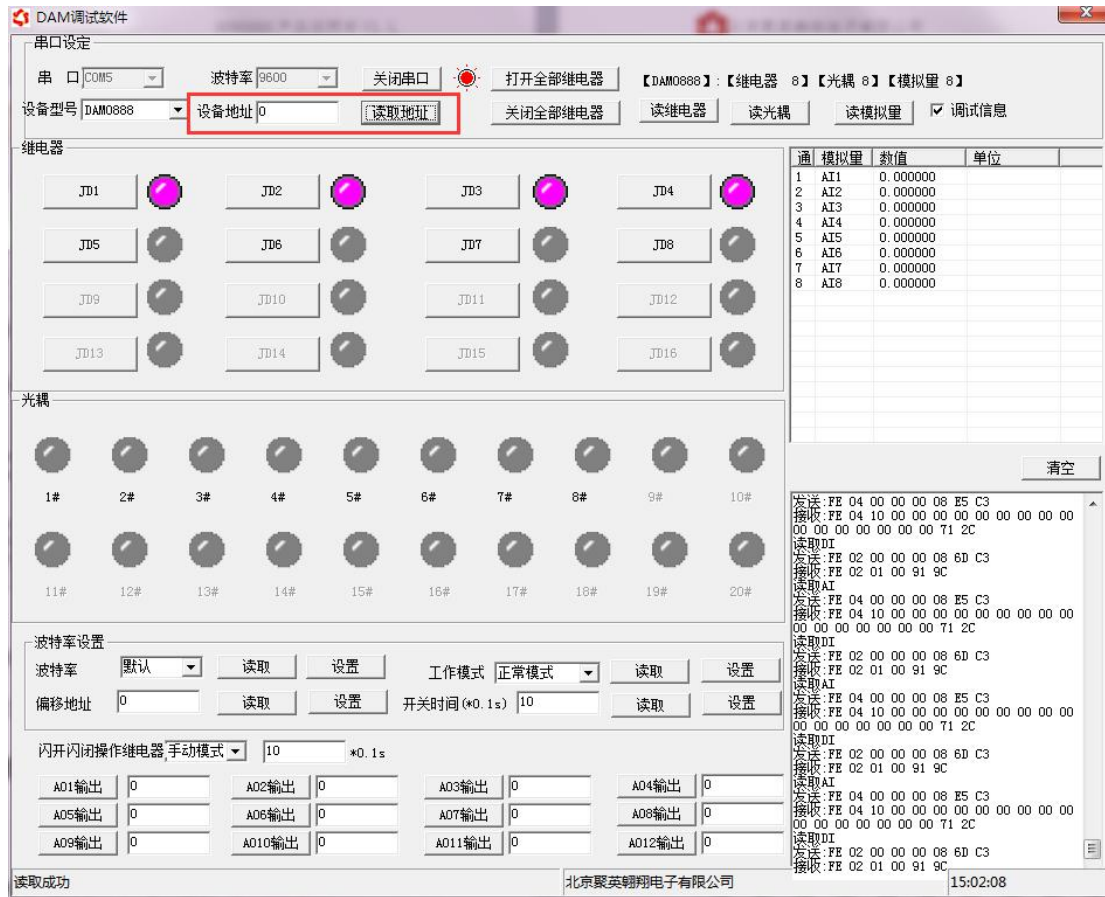 DAM调试软件
串口设定
串 口 COM5 波特率 9600 关闭串口 打开全部继电器 【DAM0888】:【继电器 8】【光耦 8】【模拟量 8】
设备型号 DAM0888 设备地址 0 读取地址 关闭全部继电器 读继电器 读光耦 读模拟量 调试信息
继电器
JD1 JD2 JD3 JD4
JD5 JD6 JD7 JD8
JD9 JD10 JD11 JD12
JD13 JD14 JD15 JD16
通 模拟量 数值 单位
1 AI1 0.000000
2 AI2 0.000000
3 AI3 0.000000
4 AI4 0.000000
5 AI5 0.000000
6 AI6 0.000000
7 AI7 0.000000
8 AI8 0.000000
清空
光耦
1# 2# 3# 4# 5# 6# 7# 8# 9# 10#
11# 12# 13# 14# 15# 16# 17# 18# 19# 20#
发送:FE 04 00 00 00 08 E5 C3
接收:FE 04 10 00 00 00 00 00 00 00 00 00
00 00 00 00 00 00 00 71 2C
读取DI
发送:FE 02 00 00 00 08 6D C3
接收:FE 02 01 00 91 9C
读取AI
发送:FE 04 00 00 00 08 E5 C3
接收:FE 04 10 00 00 00 00 00 00 00 00 00
00 00 00 00 00 00 00 71 2C
读取DI
发送:FE 02 00 00 00 08 6D C3
接收:FE 02 01 00 91 9C
读取AI
发送:FE 04 00 00 00 08 E5 C3
接收:FE 04 10 00 00 00 00 00 00 00 00 00
00 00 00 00 00 00 00 71 2C
读取DI
发送:FE 02 00 00 00 08 6D C3
接收:FE 02 01 00 91 9C
读取AI
发送:FE 04 00 00 00 08 E5 C3
接收:FE 04 10 00 00 00 00 00 00 00 00 00
00 00 00 00 00 00 00 71 2C
读取DI
发送:FE 02 00 00 00 08 6D C3
接收:FE 02 01 00 91 9C
波特率设置
波特率 默认 读取 设置 工作模式 正常模式 读取 设置
偏移地址 0 读取 设置 开关时间(*0.1s) 10 读取 设置
闪开闪闭操作继电器 手动模式 10 *0.1s
AO1输出 0 AO2输出 0 AO3输出 0 AO4输出 0
AO5输出 0 AO6输出 0 AO7输出 0 AO8输出 0
AO9输出 0 AO10输出 0 AO11输出 0 AO12输出 0
读取成功 北京聚英翱翔电子有限公司 15:02:08